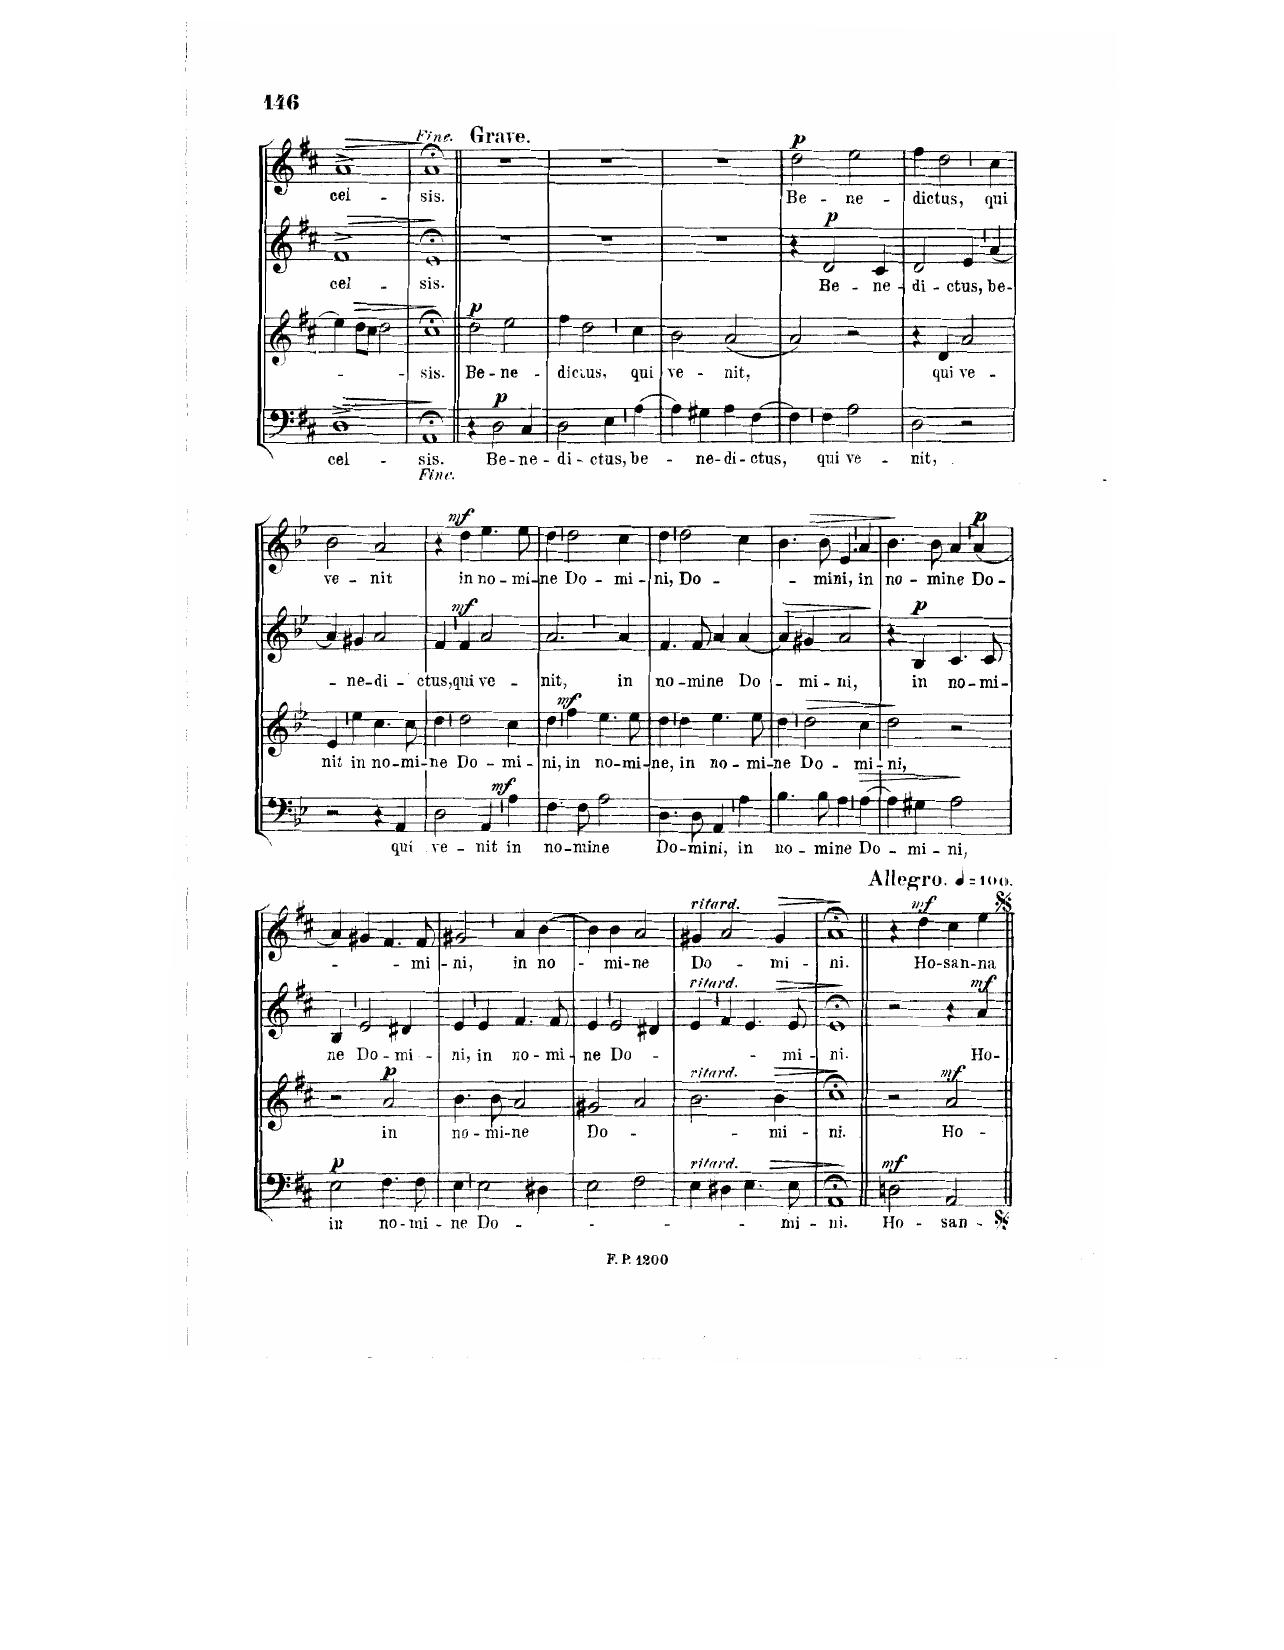 146
Fine. Grave.
p
cel - sis. Be - ne - dictus, qui
p
cel - sis. Be - ne - di - ctus, be-
p
- - sis. Be - ne - dictus, qui ve - nit, qui ve -
p
cel - sis. Be - ne - di - ctus, be - ne - di - ctus, qui ve - nit,
Fine.
mf p
ve - nit in no - mi - ne Do - mi - ni, Do - - mini, in no - mine Do -
mf p
- ne - di - ctus, qui ve - nit, in no - mine Do - mi - ni, in no - mi -
mf
nit in no - mi - ne Do - mi - ni, in no - mi - ne, in no - mi - ne Do - mi - ni,
mf
qui ve - nit in no - mine Do - mini, in no - mine Do - mi - ni,
Allegro. ♩ = 100.
ritard. mf
- - mi - ni, in no - mi - ne Do - mi - ni. Ho - san - na
ritard. mf
ne Do - mi - ni, in no - mi - ne Do - - mi - ni. Ho -
p ritard. mf
in no - mi - ne Do - - mi - ni. Ho -
p ritard. mf
in no - mi - ne Do - - - - mi - ni. Ho - san -
F. P. 1200